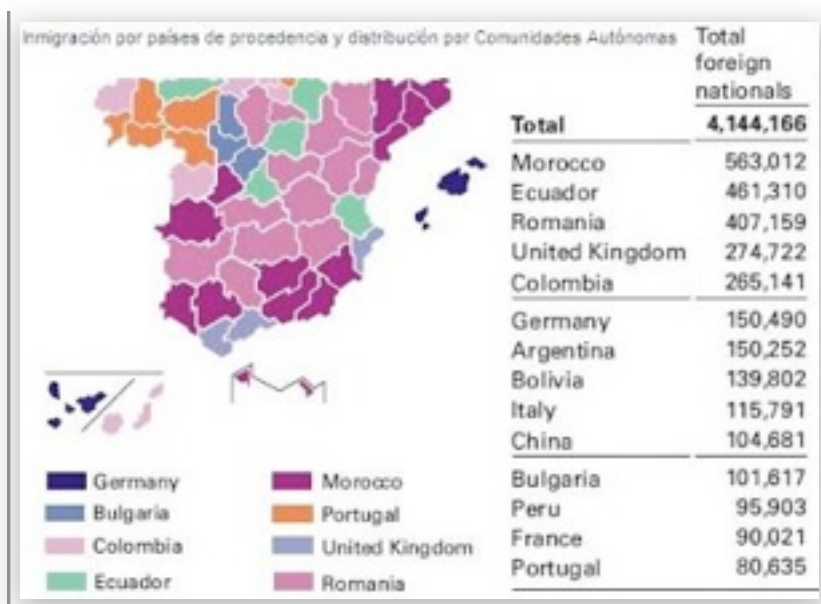 Inmigración por países de procedencia y distribución por Comunidades Autónomas
Total
foreign
nationals
Total 4,144,166
Morocco 563,012
Ecuador 461,310
Romania 407,159
United Kingdom 274,722
Colombia 265,141
Germany 150,490
Argentina 150,252
Bolivia 139,802
Italy 115,791
China 104,681
Bulgaria 101,617
Peru 95,903
France 90,021
Portugal 80,635
Germany
Bulgaria
Colombia
Ecuador
Morocco
Portugal
United Kingdom
Romania